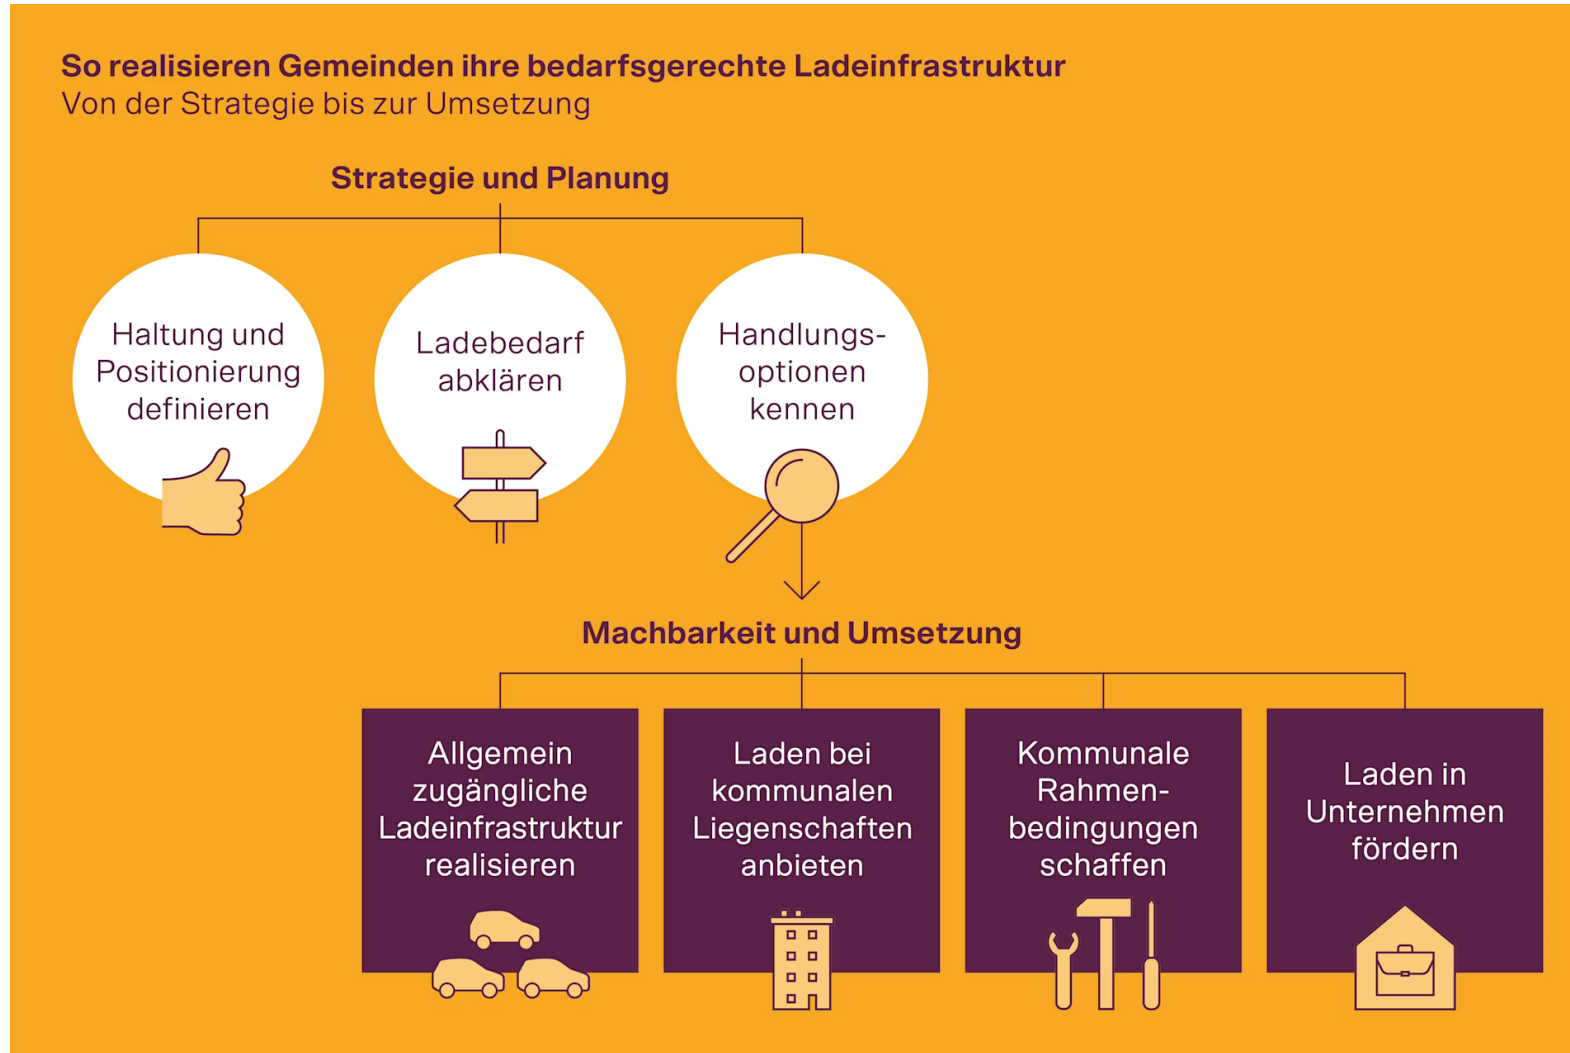 So realisieren Gemeinden ihre bedarfsgerechte Ladeinfrastruktur
Von der Strategie bis zur Umsetzung
Strategie und Planung
Haltung und
Positionierung
definieren
Ladebedarf
abklären
Handlungs-
optionen
kennen
Machbarkeit und Umsetzung
Allgemein
zugängliche
Ladeinfrastruktur
realisieren
Laden bei
kommunalen
Liegenschaften
anbieten
Kommunale
Rahmen-
bedingungen
schaffen
Laden in
Unternehmen
fördern